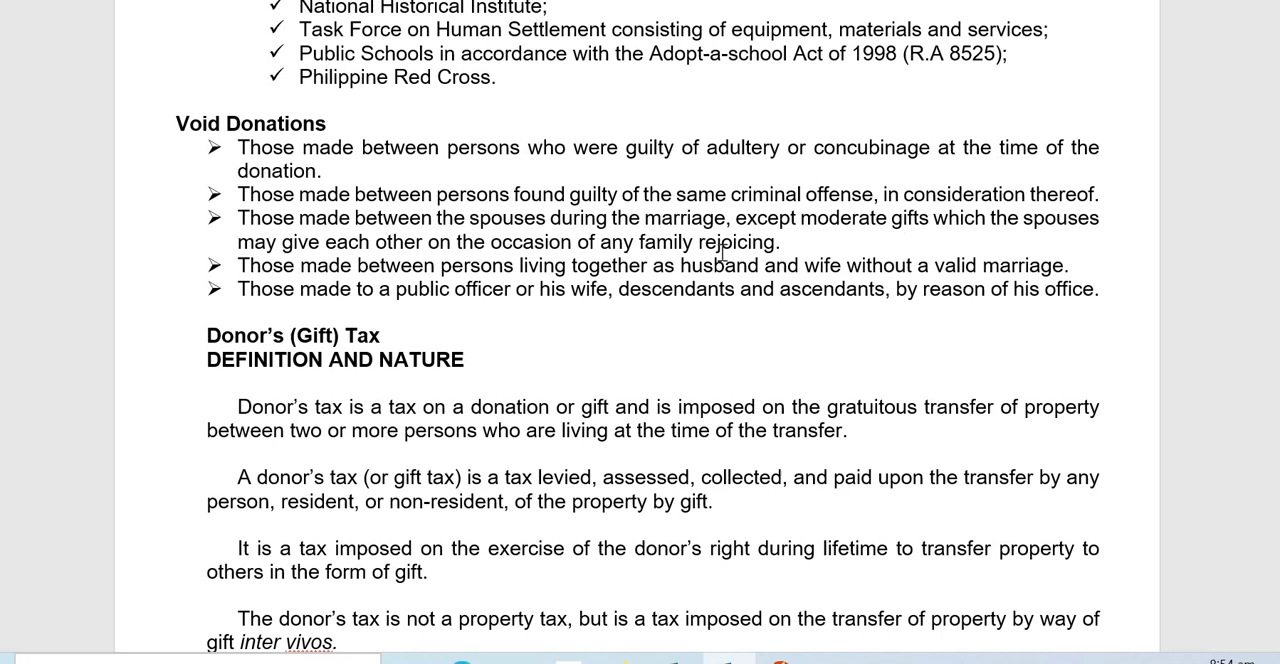 National Historical Institute;
✓ Task Force on Human Settlement consisting of equipment, materials and services;
✓ Public Schools in accordance with the Adopt-a-school Act of 1998 (R.A 8525);
✓ Philippine Red Cross.
Void Donations
➢ Those made between persons who were guilty of adultery or concubinage at the time of the
donation.
➢ Those made between persons found guilty of the same criminal offense, in consideration thereof.
➢ Those made between the spouses during the marriage, except moderate gifts which the spouses
may give each other on the occasion of any family rejoicing.
➢ Those made between persons living together as husband and wife without a valid marriage.
➢ Those made to a public officer or his wife, descendants and ascendants, by reason of his office.
Donor’s (Gift) Tax
DEFINITION AND NATURE
Donor’s tax is a tax on a donation or gift and is imposed on the gratuitous transfer of property
between two or more persons who are living at the time of the transfer.
A donor’s tax (or gift tax) is a tax levied, assessed, collected, and paid upon the transfer by any
person, resident, or non-resident, of the property by gift.
It is a tax imposed on the exercise of the donor’s right during lifetime to transfer property to
others in the form of gift.
The donor’s tax is not a property tax, but is a tax imposed on the transfer of property by way of
gift inter vivos.